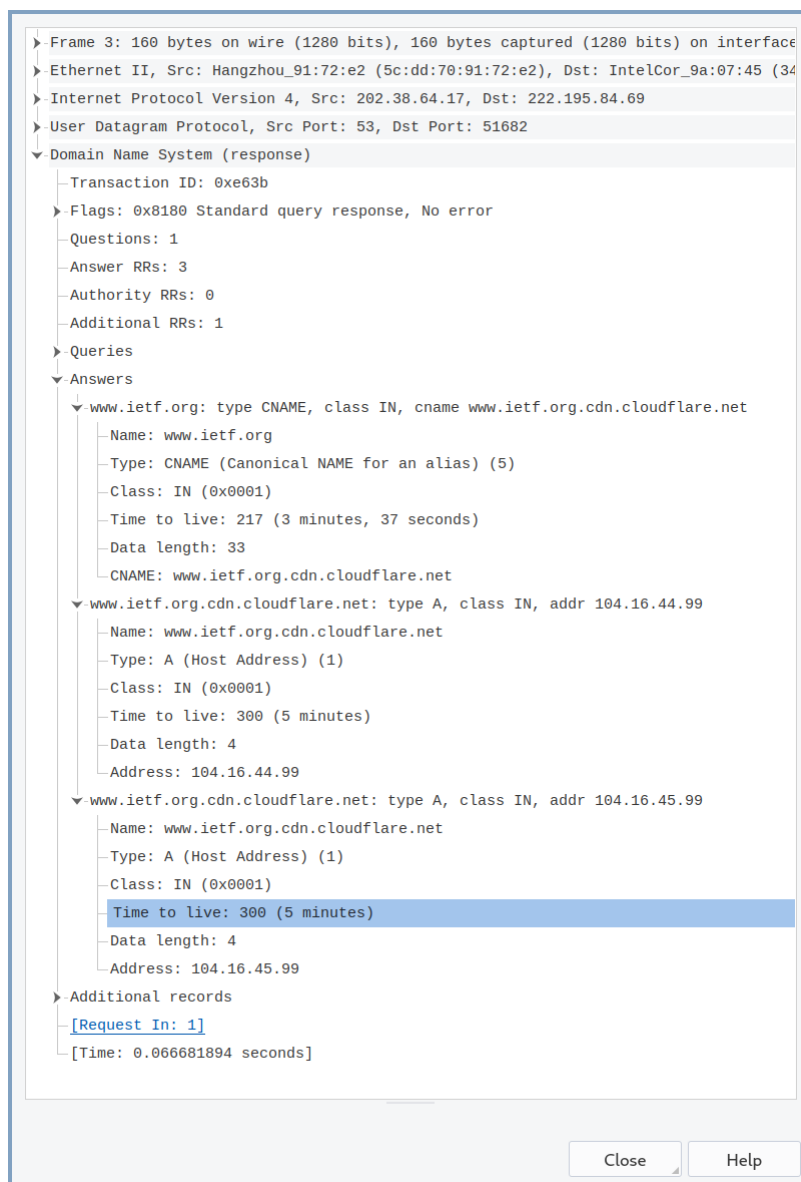 Frame 3: 160 bytes on wire (1280 bits), 160 bytes captured (1280 bits) on interface
Ethernet II, Src: Hangzhou_91:72:e2 (5c:dd:70:91:72:e2), Dst: IntelCor_9a:07:45 (34
Internet Protocol Version 4, Src: 202.38.64.17, Dst: 222.195.84.69
User Datagram Protocol, Src Port: 53, Dst Port: 51682
Domain Name System (response)
Transaction ID: 0xe63b
Flags: 0x8180 Standard query response, No error
Questions: 1
Answer RRs: 3
Authority RRs: 0
Additional RRs: 1
Queries
Answers
www.ietf.org: type CNAME, class IN, cname www.ietf.org.cdn.cloudflare.net
Name: www.ietf.org
Type: CNAME (Canonical NAME for an alias) (5)
Class: IN (0x0001)
Time to live: 217 (3 minutes, 37 seconds)
Data length: 33
CNAME: www.ietf.org.cdn.cloudflare.net
www.ietf.org.cdn.cloudflare.net: type A, class IN, addr 104.16.44.99
Name: www.ietf.org.cdn.cloudflare.net
Type: A (Host Address) (1)
Class: IN (0x0001)
Time to live: 300 (5 minutes)
Data length: 4
Address: 104.16.44.99
www.ietf.org.cdn.cloudflare.net: type A, class IN, addr 104.16.45.99
Name: www.ietf.org.cdn.cloudflare.net
Type: A (Host Address) (1)
Class: IN (0x0001)
Time to live: 300 (5 minutes)
Data length: 4
Address: 104.16.45.99
Additional records
[Request In: 1]
[Time: 0.066681894 seconds]
Close Help